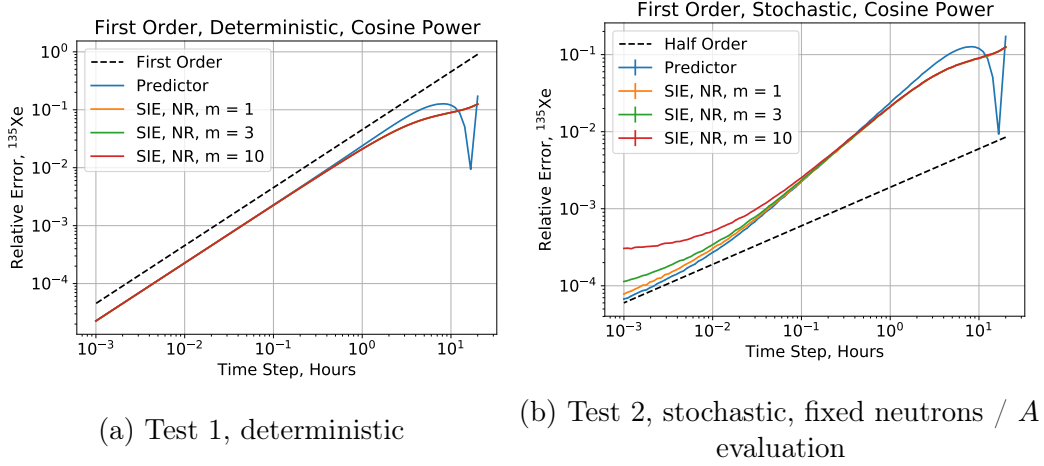 First Order, Deterministic, Cosine Power
10⁰
10⁻¹
10⁻²
10⁻³
10⁻⁴
Relative Error, ¹³⁵Xe
First Order
Predictor
SIE, NR, m = 1
SIE, NR, m = 3
SIE, NR, m = 10
10⁻³ 10⁻² 10⁻¹ 10⁰ 10¹
Time Step, Hours
(a) Test 1, deterministic
First Order, Stochastic, Cosine Power
10⁻¹
10⁻²
10⁻³
10⁻⁴
Relative Error, ¹³⁵Xe
Half Order
Predictor
SIE, NR, m = 1
SIE, NR, m = 3
SIE, NR, m = 10
10⁻³ 10⁻² 10⁻¹ 10⁰ 10¹
Time Step, Hours
(b) Test 2, stochastic, fixed neutrons / A
evaluation